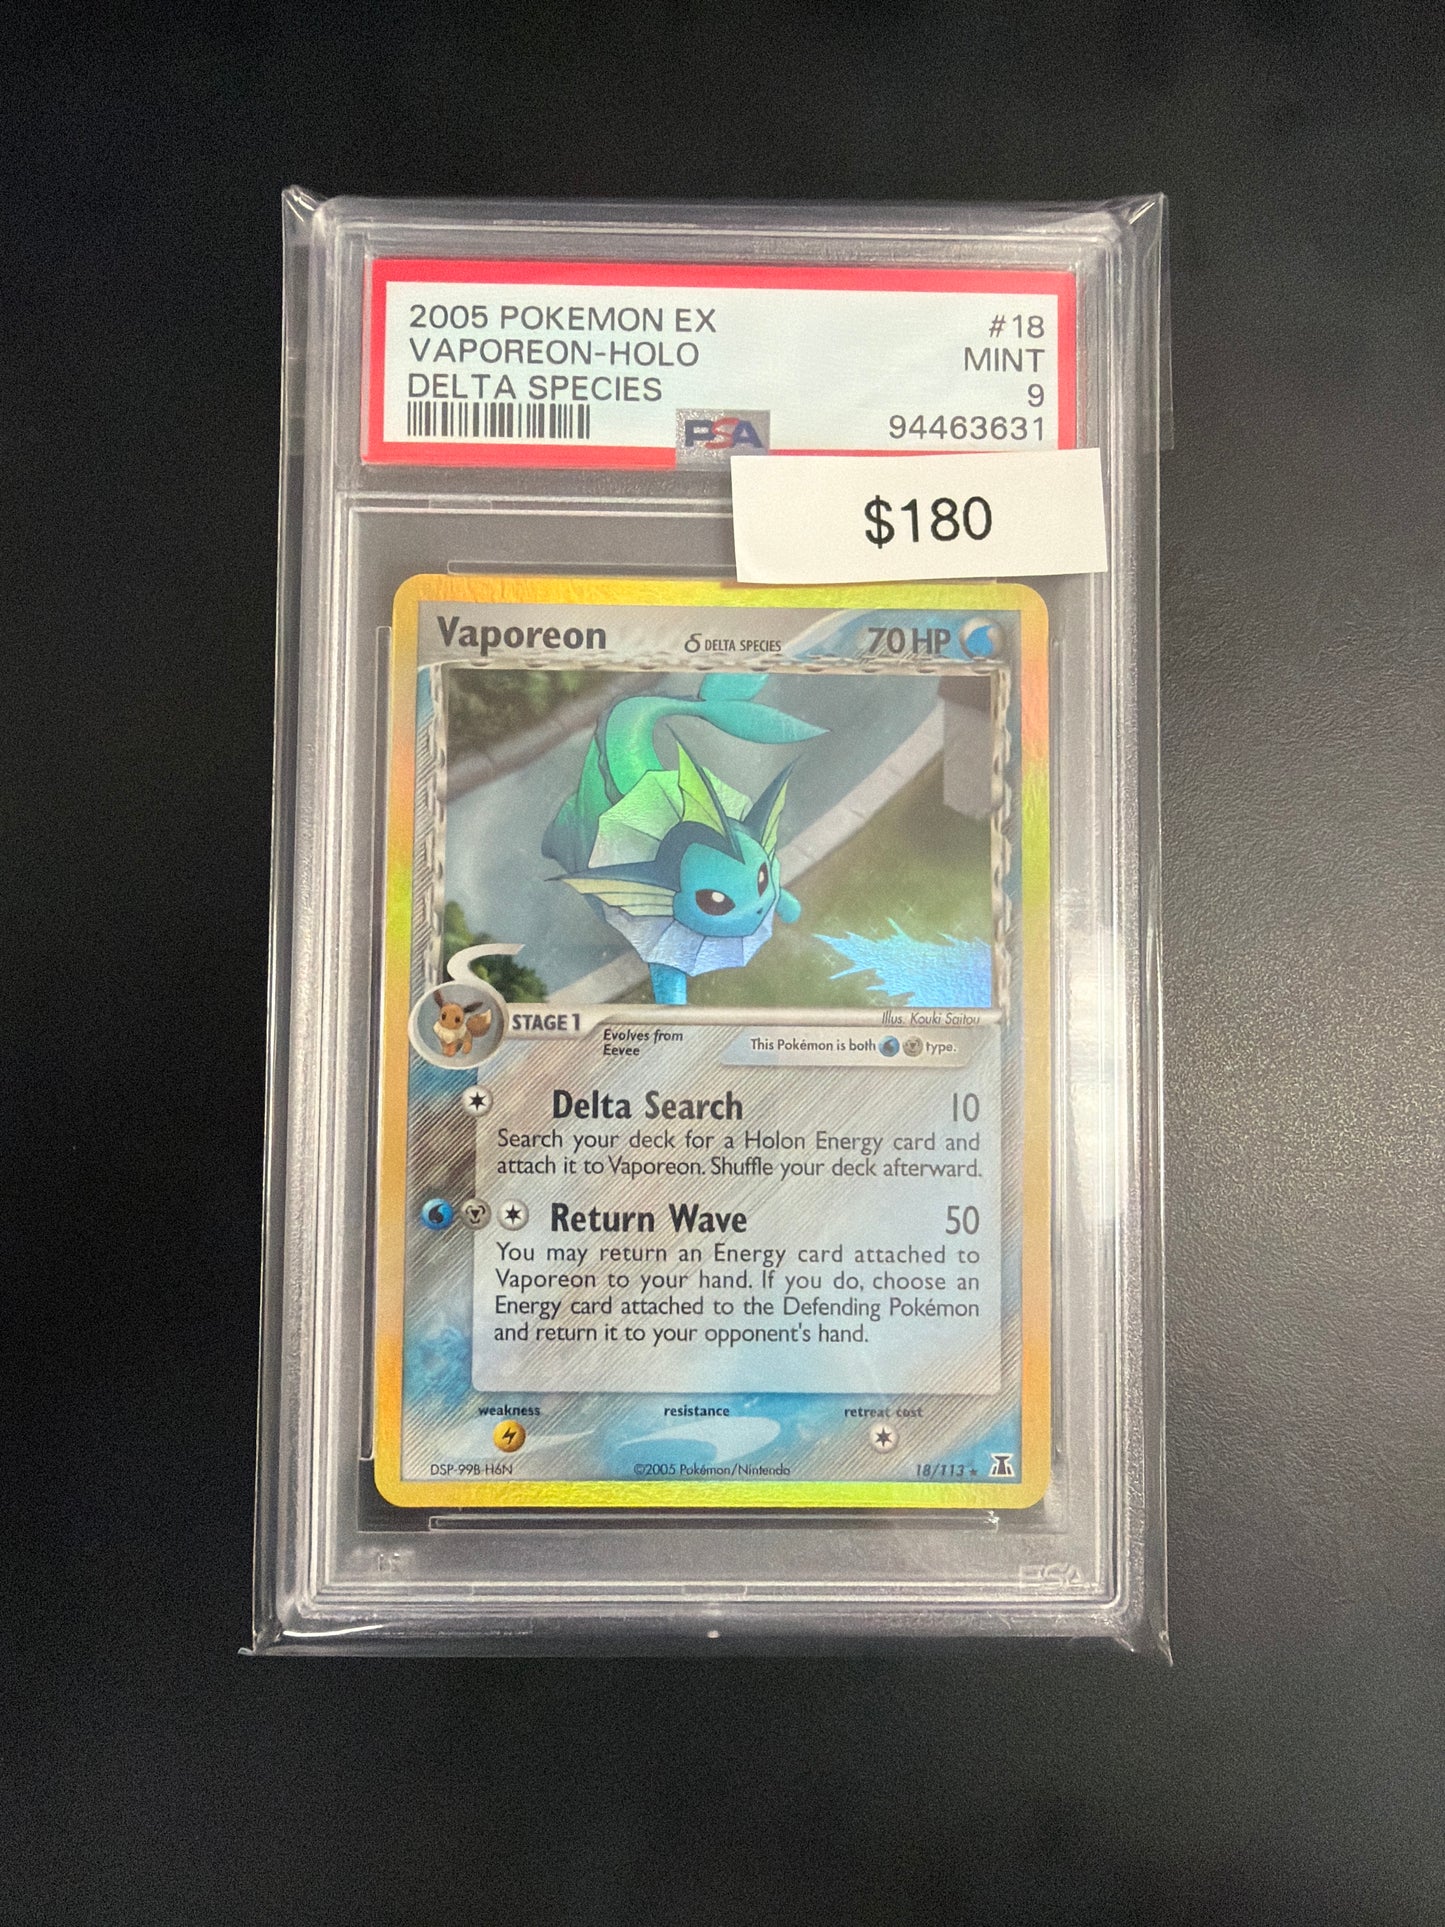 2005 POKEMON EX #18
VAPOREON-HOLO MINT
DELTA SPECIES 9
PSA 94463631
$180
Vaporeon δ DELTA SPECIES 70 HP
Illus. Kouki Saitou
STAGE 1
Evolves from
Eevee
This Pokémon is both type.
Delta Search 10
Search your deck for a Holon Energy card and
attach it to Vaporeon. Shuffle your deck afterward.
Return Wave 50
You may return an Energy card attached to
Vaporeon to your hand. If you do, choose an
Energy card attached to the Defending Pokémon
and return it to your opponent's hand.
weakness resistance retreat cost
DSP-99B-H6N ©2005 Pokémon/Nintendo 18/113 ★
PSA